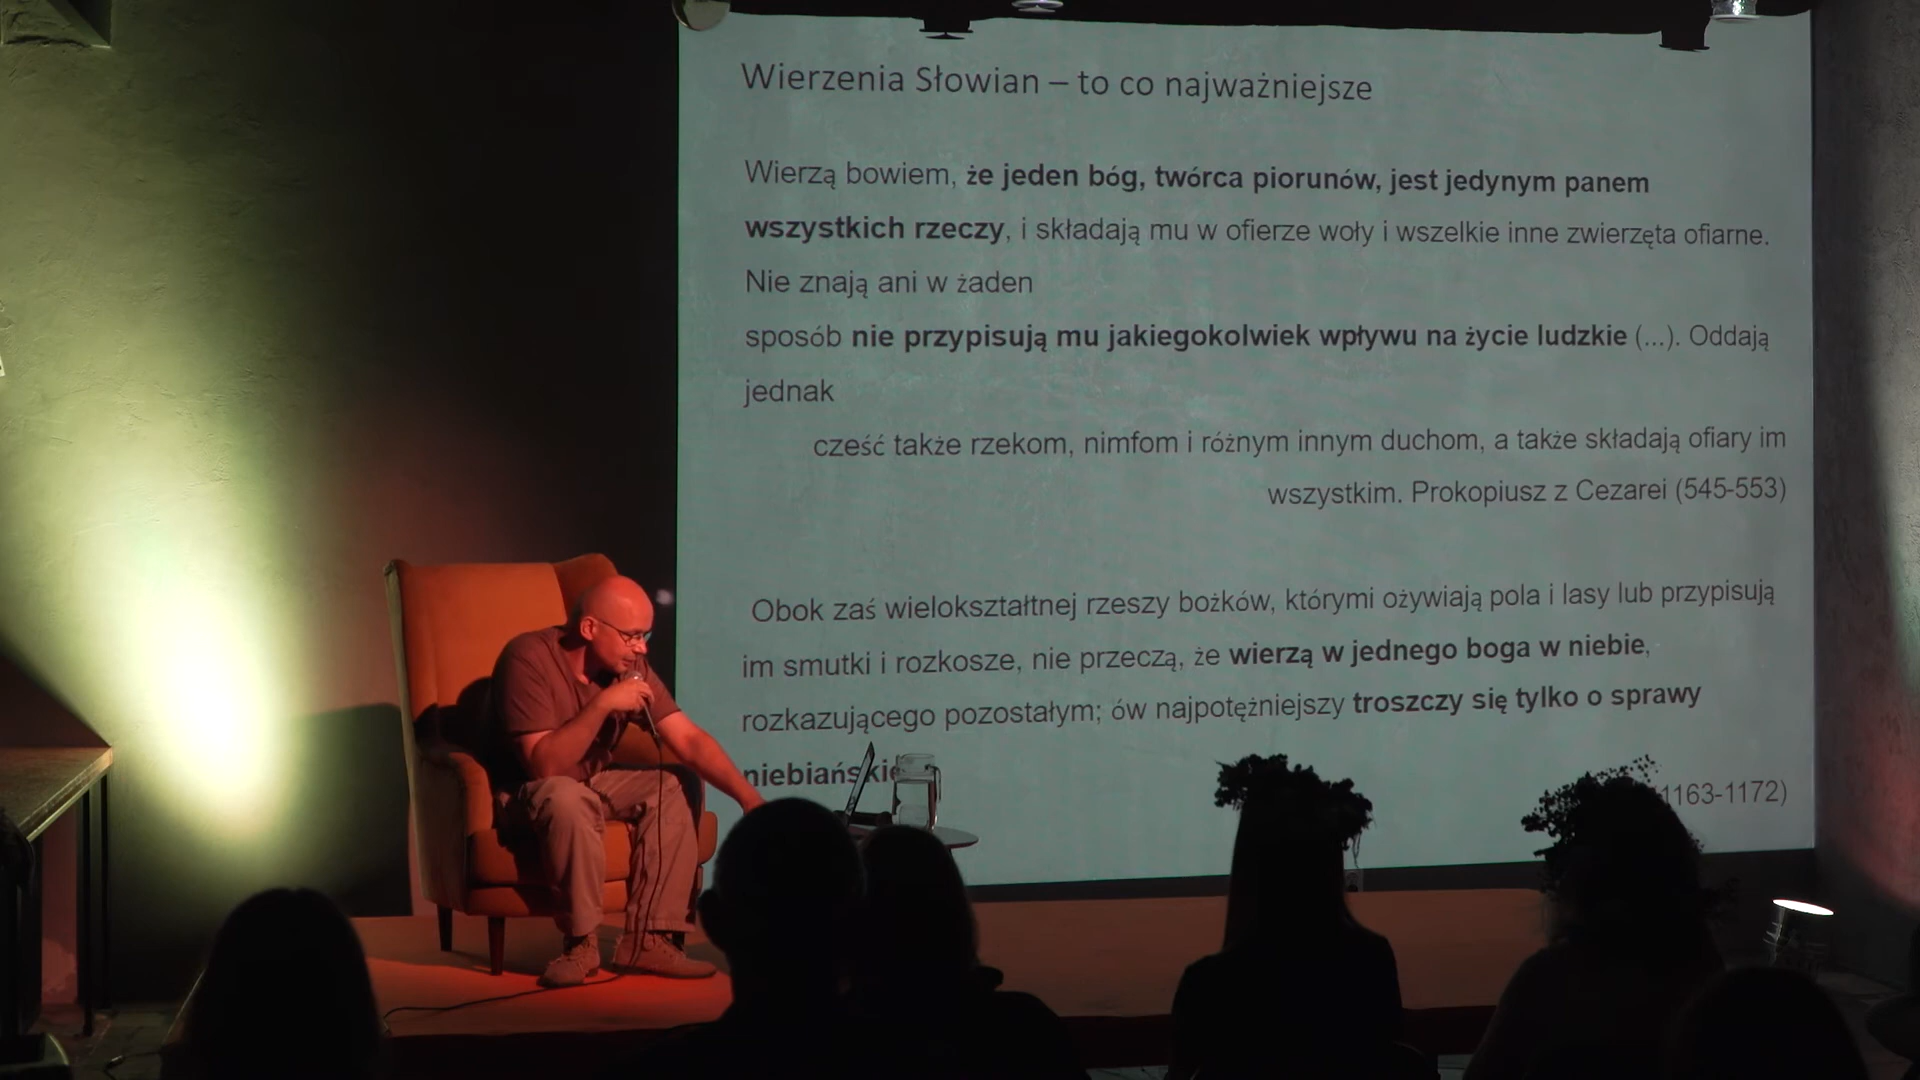 Wierzenia Słowian – to co najważniejsze
Wierzą bowiem, że jeden bóg, twórca piorunów, jest jedynym panem
wszystkich rzeczy, i składają mu w ofierze woły i wszelkie inne zwierzęta ofiarne.
Nie znają ani w żaden
sposób nie przypisują mu jakiegokolwiek wpływu na życie ludzkie (...). Oddają
jednak
cześć także rzekom, nimfom i różnym innym duchom, a także składają ofiary im
wszystkim. Prokopiusz z Cezarei (545-553)
Obok zaś wielokształtnej rzeszy bożków, którymi ożywiają pola i lasy lub przypisują
im smutki i rozkosze, nie przeczą, że wierzą w jednego boga w niebie,
rozkazującego pozostałym; ów najpotężniejszy troszczy się tylko o sprawy
niebiańskie
1163-1172)